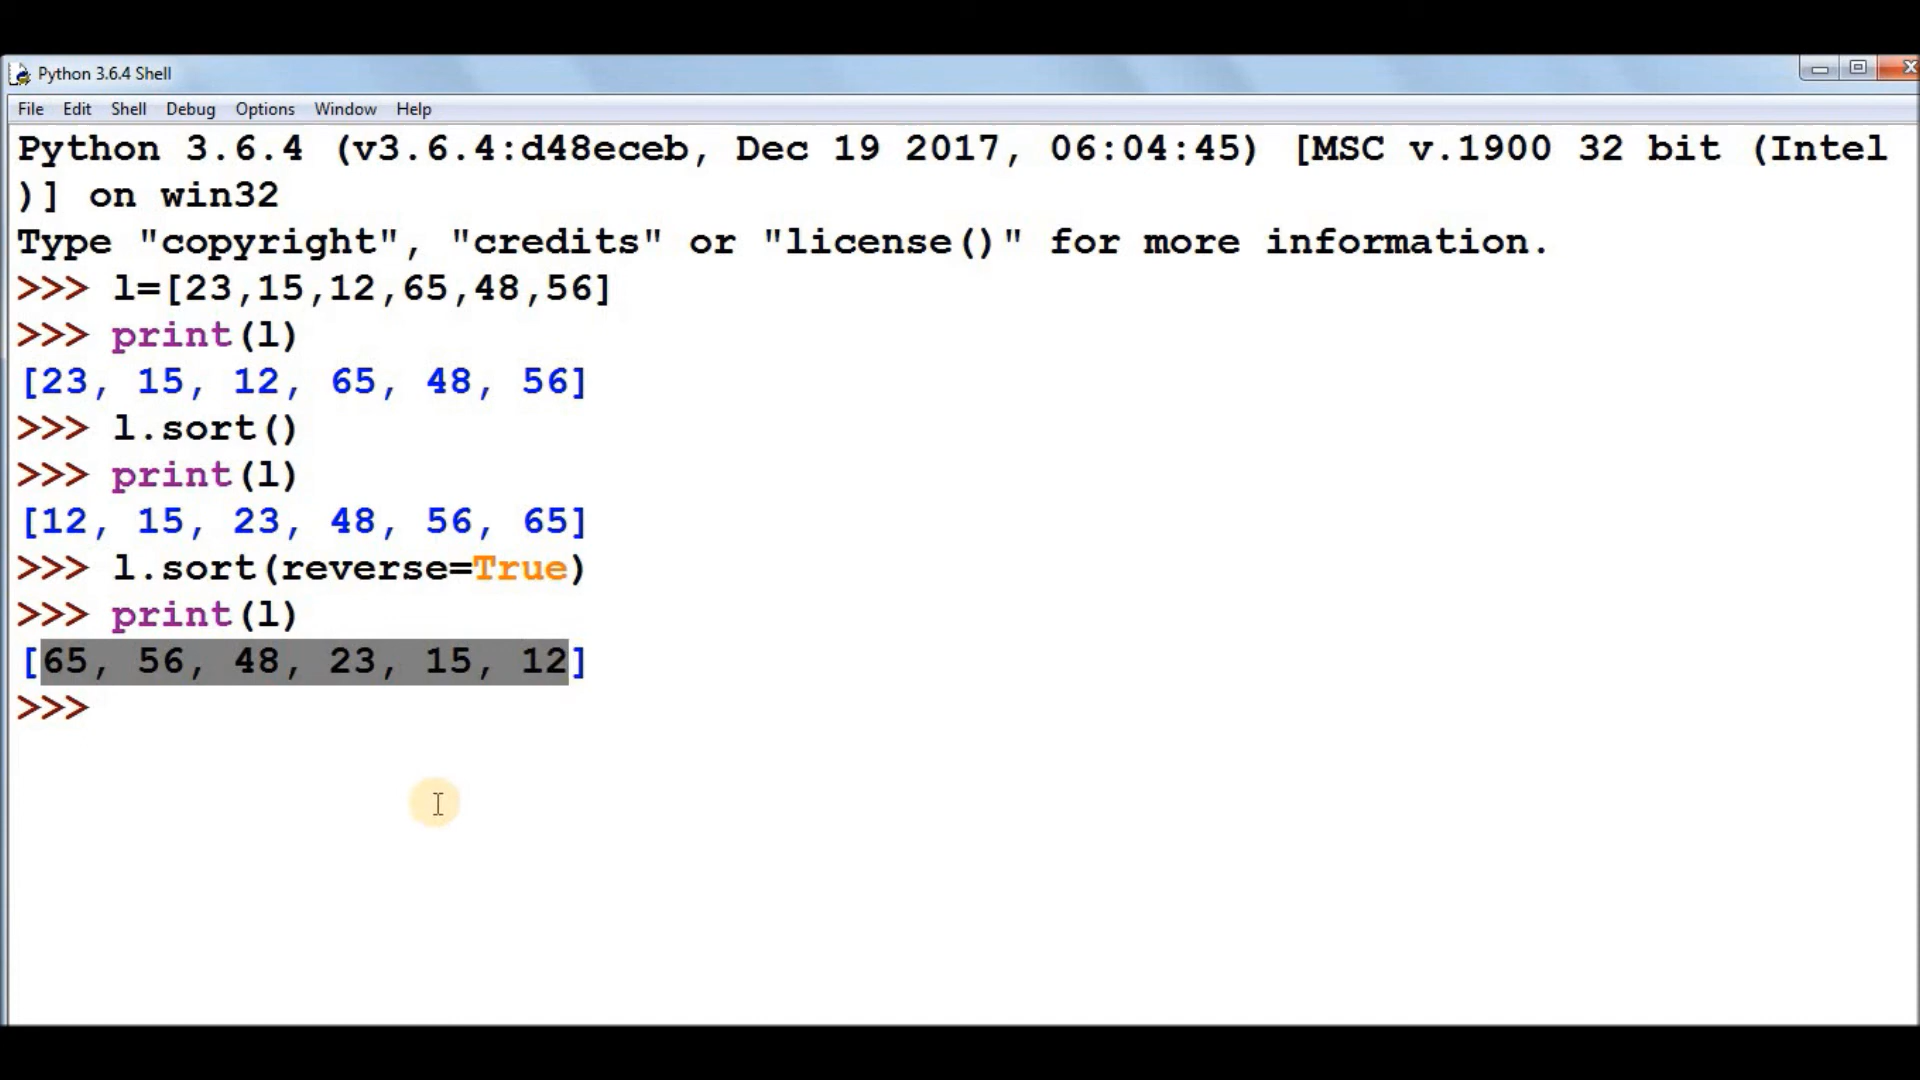 Python 3.6.4 Shell
File Edit Shell Debug Options Window Help
Python 3.6.4 (v3.6.4:d48eceb, Dec 19 2017, 06:04:45) [MSC v.1900 32 bit (Intel
)] on win32
Type "copyright", "credits" or "license()" for more information.
>>> l=[23,15,12,65,48,56]
>>> print(l)
[23, 15, 12, 65, 48, 56]
>>> l.sort()
>>> print(l)
[12, 15, 23, 48, 56, 65]
>>> l.sort(reverse=True)
>>> print(l)
[65, 56, 48, 23, 15, 12]
>>>